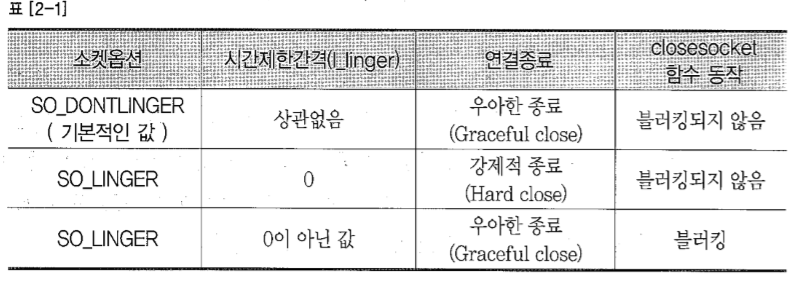 표 [2-1]
소켓옵션 시간제한간격(l_linger) 연결종료 closesocket 함수 동작
SO_DONTLINGER ( 기본적인 값 ) 상관없음 우아한 종료 (Graceful close) 블러킹되지 않음
SO_LINGER 0 강제적 종료 (Hard close) 블러킹되지 않음
SO_LINGER 0이 아닌 값 우아한 종료 (Graceful close) 블러킹